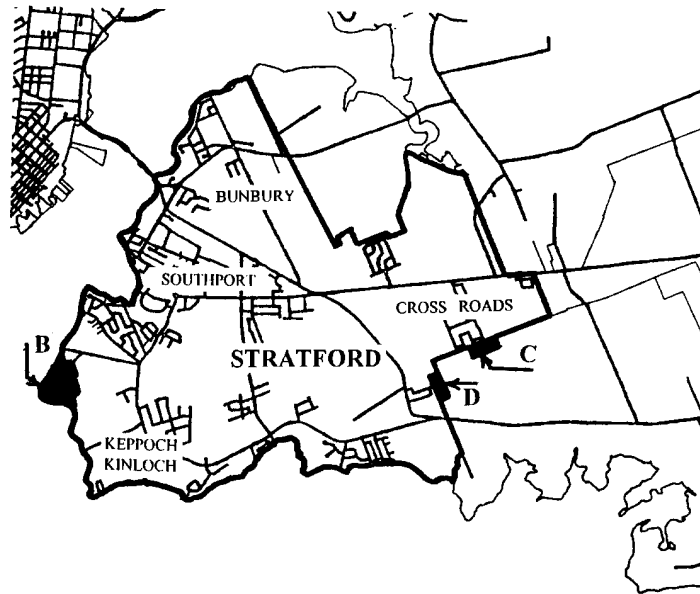 BUNBURY
SOUTHPORT
CROSS ROADS
B
STRATFORD
C
D
KEPPOCH
KINLOCH